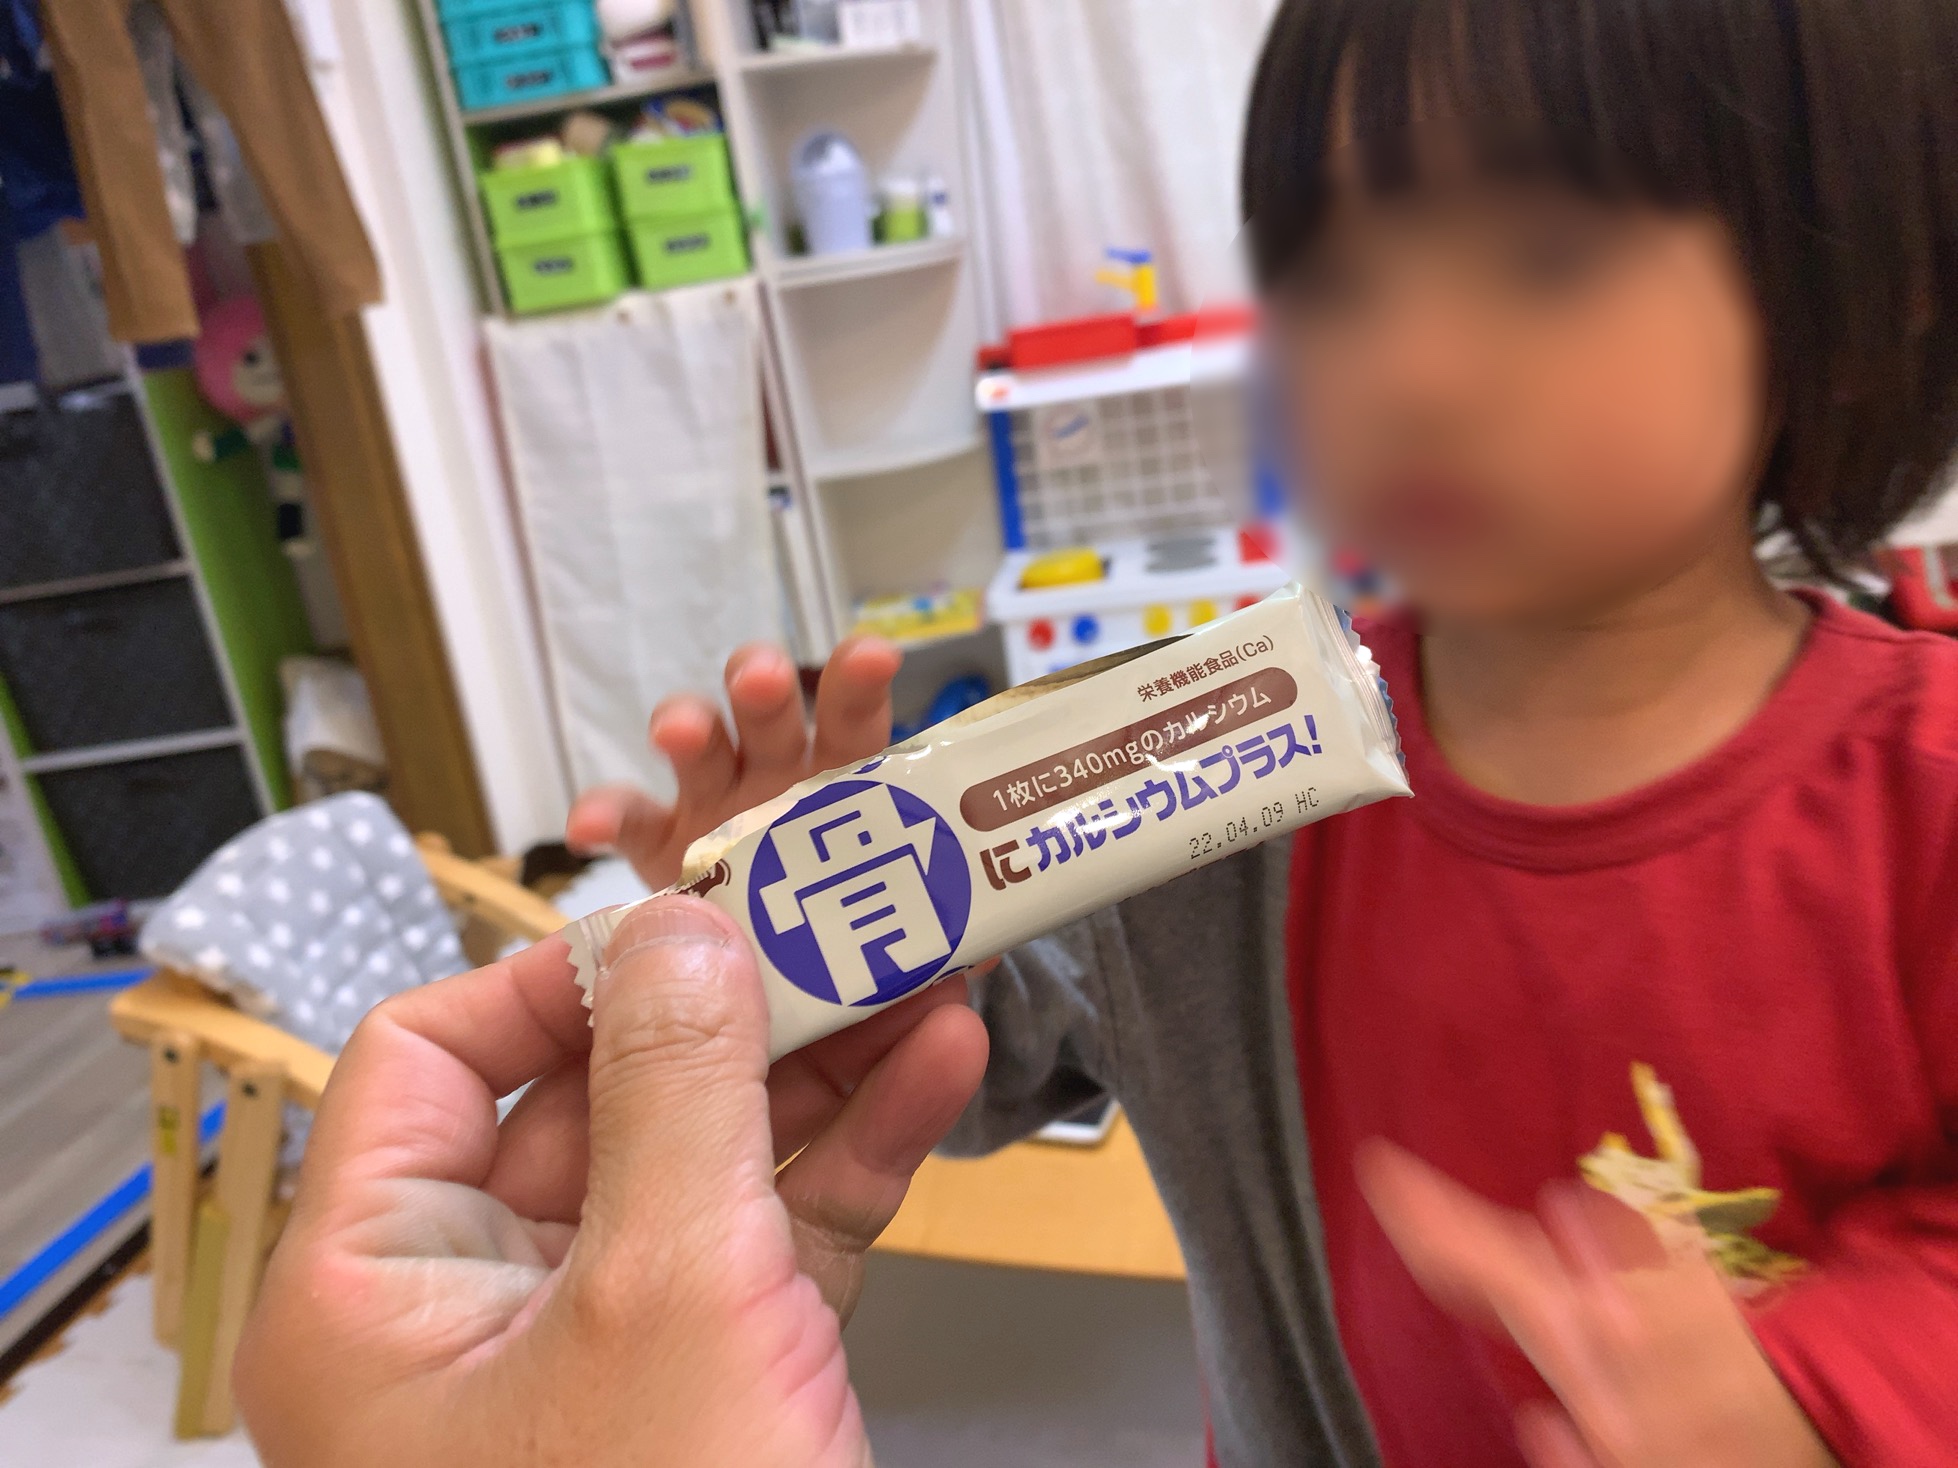 栄養機能食品(Ca)
1枚に340mgのカルシウム
骨にカルシウムプラス!
22.04.09 HC